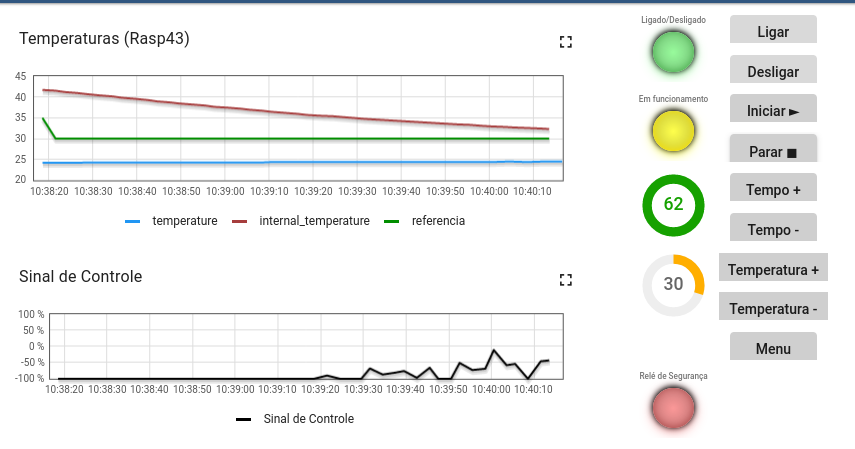 Temperaturas (Rasp43)
45
40
35
30
25
20
10:38:20 10:38:30 10:38:40 10:38:50 10:39:00 10:39:10 10:39:20 10:39:30 10:39:40 10:39:50 10:40:00 10:40:10
temperature internal_temperature referencia
Sinal de Controle
100 %
50 %
0 %
-50 %
-100 %
10:38:20 10:38:30 10:38:40 10:38:50 10:39:00 10:39:10 10:39:20 10:39:30 10:39:40 10:39:50 10:40:00 10:40:10
Sinal de Controle
Ligado/Desligado
Em funcionamento
62
30
Relé de Segurança
Ligar
Desligar
Iniciar ►
Parar ■
Tempo +
Tempo -
Temperatura +
Temperatura -
Menu